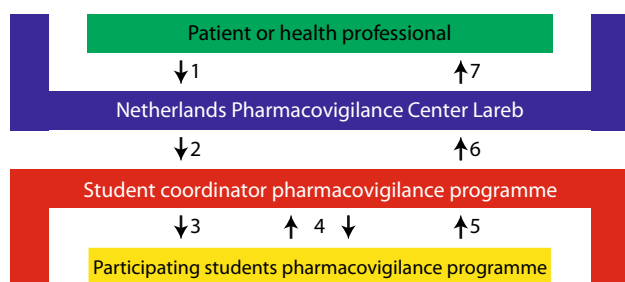 Patient or health professional
1 7
Netherlands Pharmacovigilance Center Lareb
2 6
Student coordinator pharmacovigilance programme
3 4 5
Participating students pharmacovigilance programme